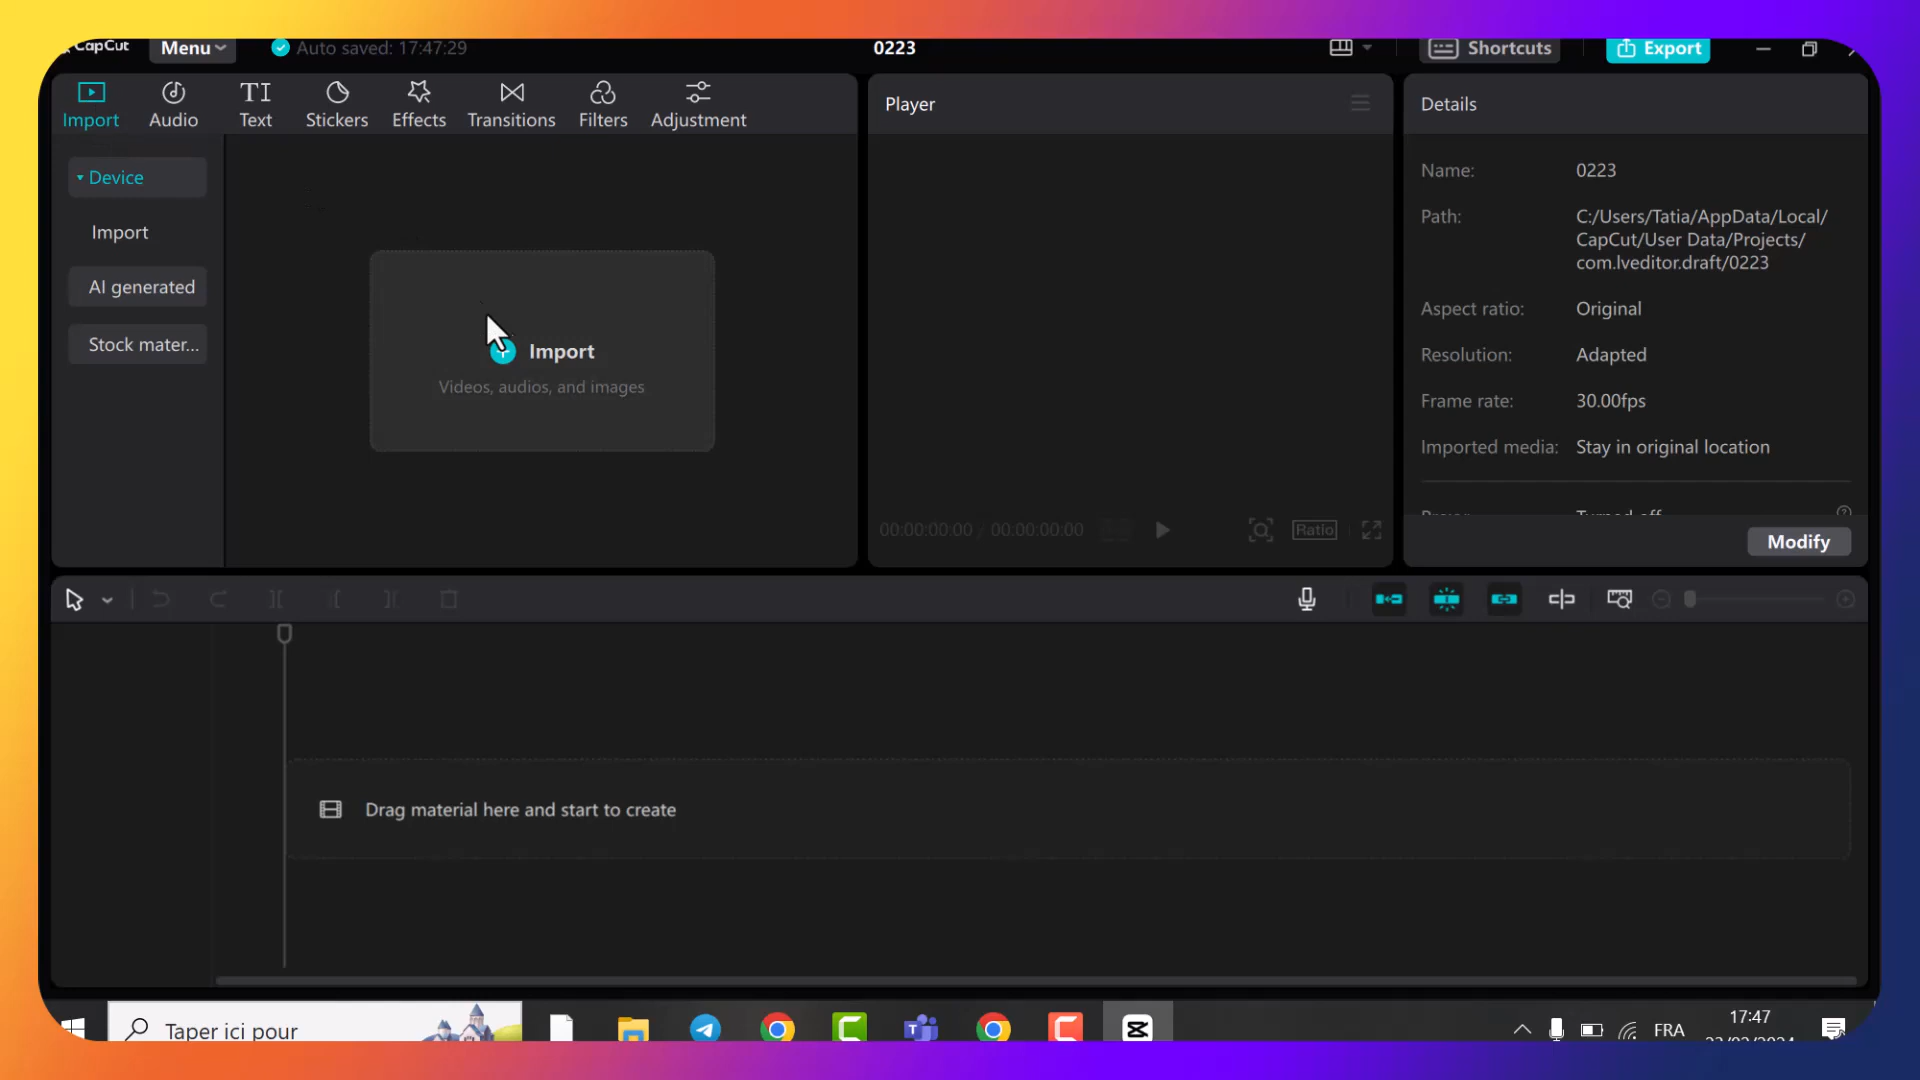 CapCut
Menu
Auto saved: 17:47:29
0223
Shortcuts
Export
Import
Audio
TI
Text
Stickers
Effects
Transitions
Filters
Adjustment
Device
Import
AI generated
Stock mater...
Import
Videos, audios, and images
Player
00:00:00:00 / 00:00:00:00
Ratio
Details
Name: 0223
Path: C:/Users/Tatia/AppData/Local/
CapCut/User Data/Projects/
com.lveditor.draft/0223
Aspect ratio: Original
Resolution: Adapted
Frame rate: 30.00fps
Imported media: Stay in original location
Modify
Drag material here and start to create
Taper ici pour
FRA
17:47